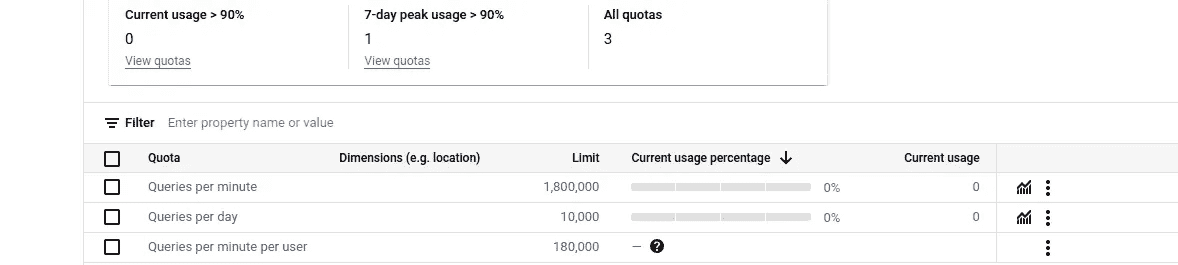 Current usage > 90% 7-day peak usage > 90% All quotas
0 1 3
View quotas View quotas
Filter Enter property name or value
Quota Dimensions (e.g. location) Limit Current usage percentage Current usage
Queries per minute 1,800,000 0% 0
Queries per day 10,000 0% 0
Queries per minute per user 180,000 — ?